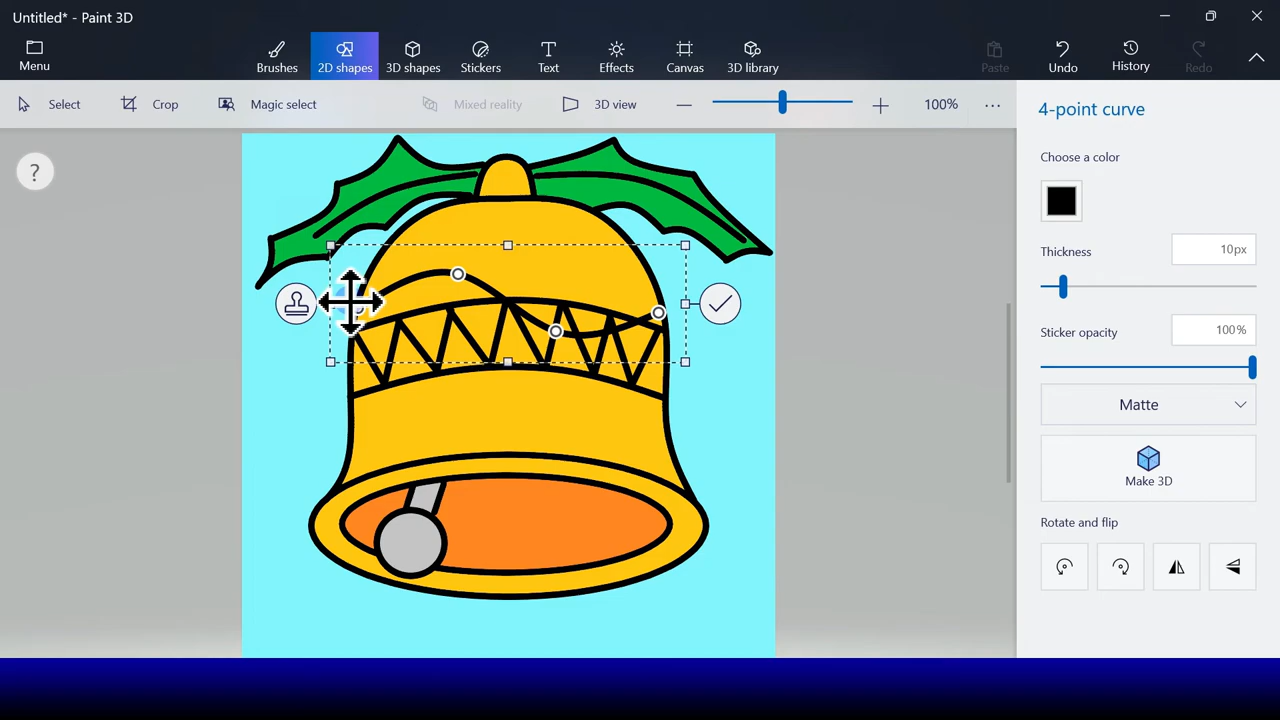 Untitled* - Paint 3D
Menu
Brushes
2D shapes
3D shapes
Stickers
Text
Effects
Canvas
3D library
Paste
Undo
History
Redo
Select
Crop
Magic select
Mixed reality
3D view
100%
?
4-point curve
Choose a color
Thickness
10px
Sticker opacity
100%
Matte
Make 3D
Rotate and flip